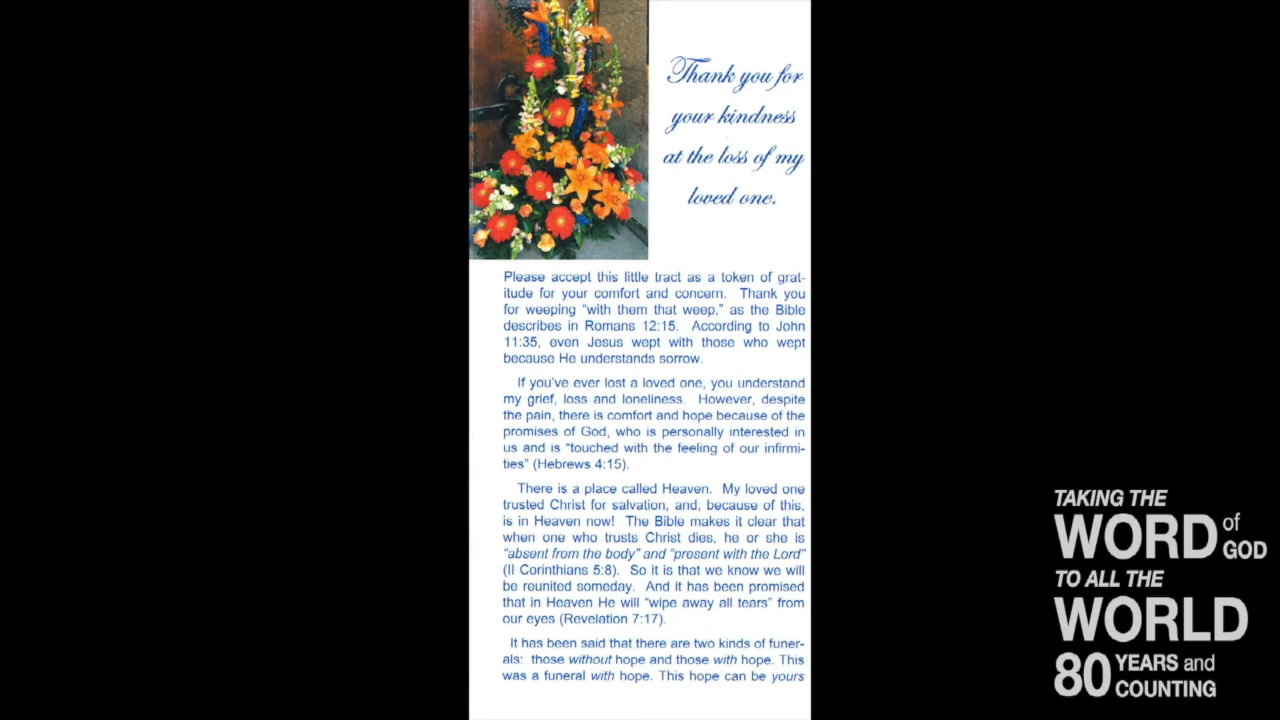 Thank you for
your kindness
at the loss of my
loved one.
Please accept this little tract as a token of grat-
itude for your comfort and concern. Thank you
for weeping “with them that weep,” as the Bible
describes in Romans 12:15. According to John
11:35, even Jesus wept with those who wept
because He understands sorrow.
If you’ve ever lost a loved one, you understand
my grief, loss and loneliness. However, despite
the pain, there is comfort and hope because of the
promises of God, who is personally interested in
us and is “touched with the feeling of our infirmi-
ties” (Hebrews 4:15).
There is a place called Heaven. My loved one
trusted Christ for salvation, and, because of this,
is in Heaven now! The Bible makes it clear that
when one who trusts Christ dies, he or she is
“absent from the body” and “present with the Lord”
(II Corinthians 5:8). So it is that we know we will
be reunited someday. And it has been promised
that in Heaven He will “wipe away all tears” from
our eyes (Revelation 7:17).
It has been said that there are two kinds of funer-
als: those without hope and those with hope. This
was a funeral with hope. This hope can be yours
TAKING THE
WORD of GOD
TO ALL THE
WORLD
80 YEARS and
COUNTING